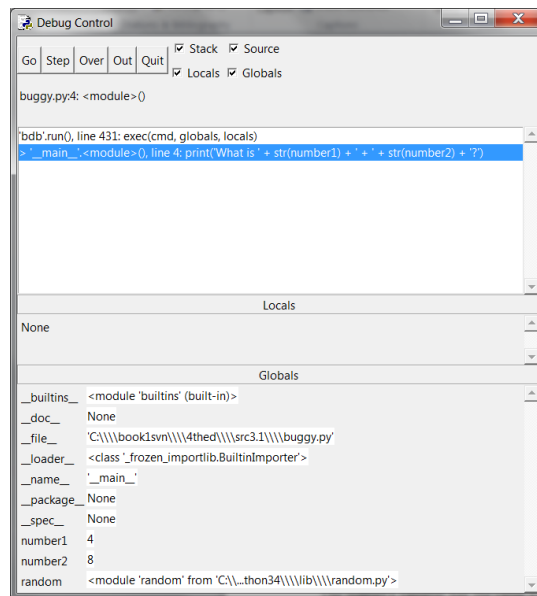 Debug Control
Go Step Over Out Quit Stack Source
Locals Globals
buggy.py:4: <module>()
'bdb'.run(), line 431: exec(cmd, globals, locals)
> '__main__'.<module>(), line 4: print('What is ' + str(number1) + ' + ' + str(number2) + '?')
Locals
None
Globals
__builtins__ <module 'builtins' (built-in)>
__doc__ None
__file__ 'C:\\\\book1svn\\\\4thed\\\\src3.1\\\\buggy.py'
__loader__ <class '_frozen_importlib.BuiltinImporter'>
__name__ '__main__'
__package__ None
__spec__ None
number1 4
number2 8
random <module 'random' from 'C:\\...thon34\\\\lib\\\\random.py'>